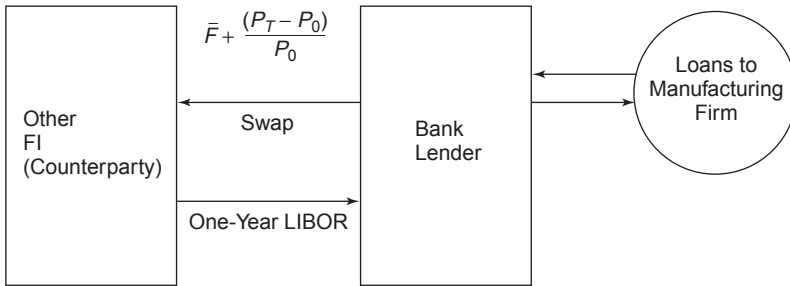 F̄ + (P_T − P_0) / P_0
Other
FI
(Counterparty)
Swap
One-Year LIBOR
Bank
Lender
Loans to
Manufacturing
Firm